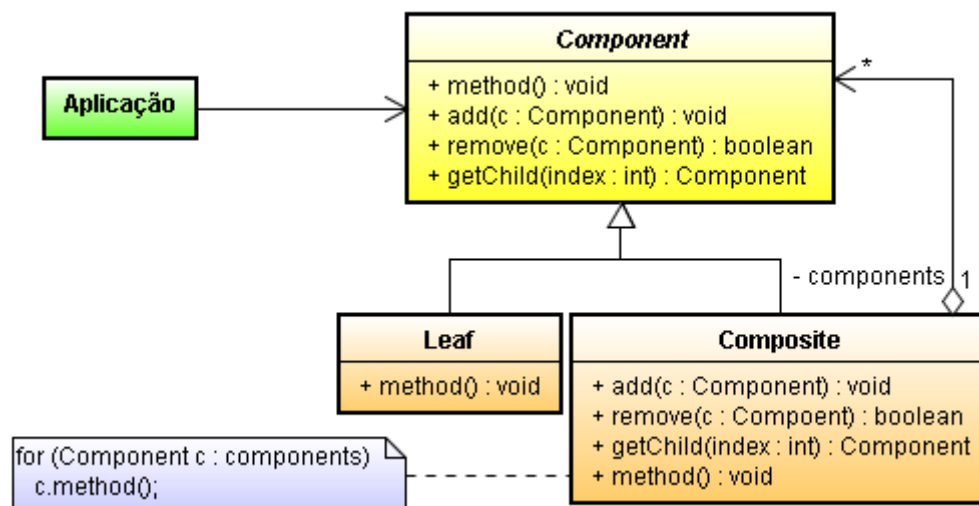 Component
+ method() : void
+ add(c : Component) : void
+ remove(c : Component) : boolean
+ getChild(index : int) : Component
*
Aplicação
- components
1
Leaf
+ method() : void
Composite
+ add(c : Component) : void
+ remove(c : Compoent) : boolean
+ getChild(index : int) : Component
+ method() : void
for (Component c : components)
c.method();